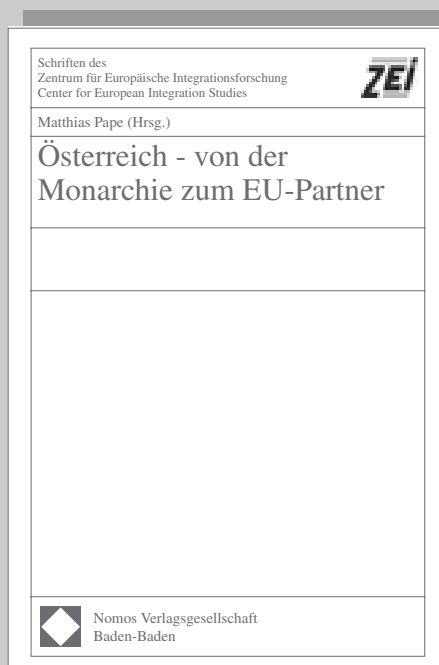 Schriften des
Zentrum für Europäische Integrationsforschung
Center for European Integration Studies
ZEI
Matthias Pape (Hrsg.)
Österreich - von der
Monarchie zum EU-Partner
Nomos Verlagsgesellschaft
Baden-Baden